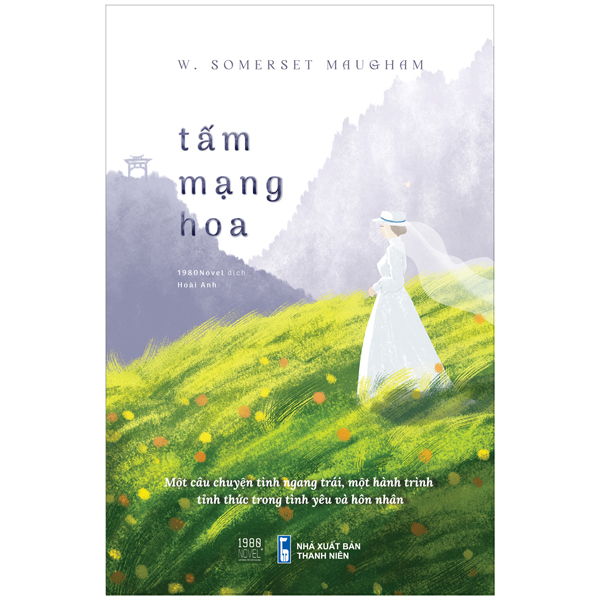 W. SOMERSET MAUGHAM
tấm
mạng
hoa
1980Novel dịch
Hoài Anh
Một câu chuyện tình ngang trái, một hành trình
tỉnh thức trong tình yêu và hôn nhân
1980
NOVEL
NHÀ XUẤT BẢN
THANH NIÊN